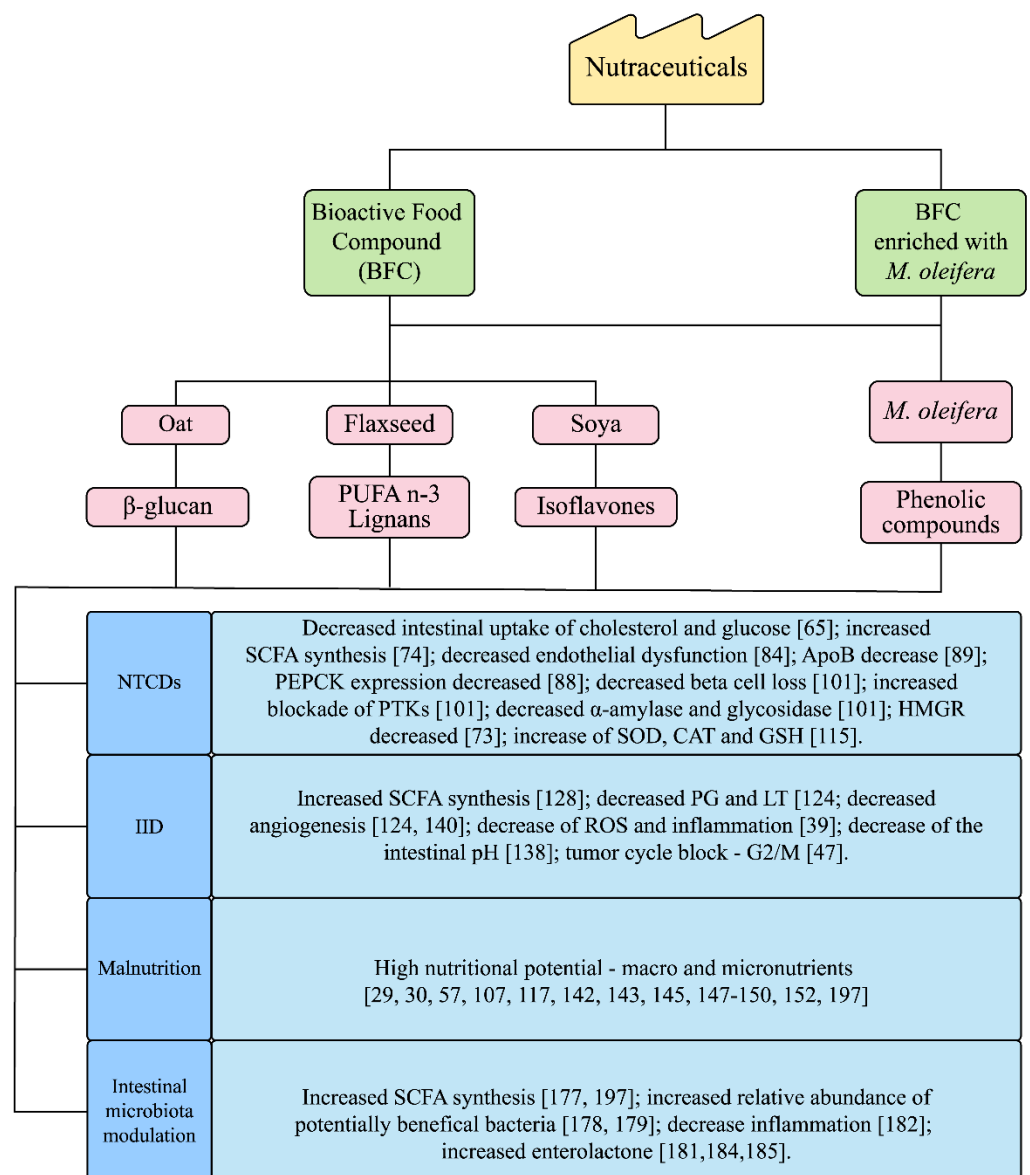 Nutraceuticals
Bioactive Food
Compound
(BFC)
BFC
enriched with
M. oleifera
Oat
Flaxseed
Soya
M. oleifera
β-glucan
PUFA n-3
Lignans
Isoflavones
Phenolic
compounds
NTCDs
Decreased intestinal uptake of cholesterol and glucose [65]; increased
SCFA synthesis [74]; decreased endothelial dysfunction [84]; ApoB decrease [89];
PEPCK expression decreased [88]; decreased beta cell loss [101]; increased
blockade of PTKs [101]; decreased α-amylase and glycosidase [101]; HMGR
decreased [73]; increase of SOD, CAT and GSH [115].
IID
Increased SCFA synthesis [128]; decreased PG and LT [124; decreased
angiogenesis [124, 140]; decrease of ROS and inflammation [39]; decrease of the
intestinal pH [138]; tumor cycle block - G2/M [47].
Malnutrition
High nutritional potential - macro and micronutrients
[29, 30, 57, 107, 117, 142, 143, 145, 147-150, 152, 197]
Intestinal
microbiota
modulation
Increased SCFA synthesis [177, 197]; increased relative abundance of
potentially benefical bacteria [178, 179]; decrease inflammation [182];
increased enterolactone [181,184,185].